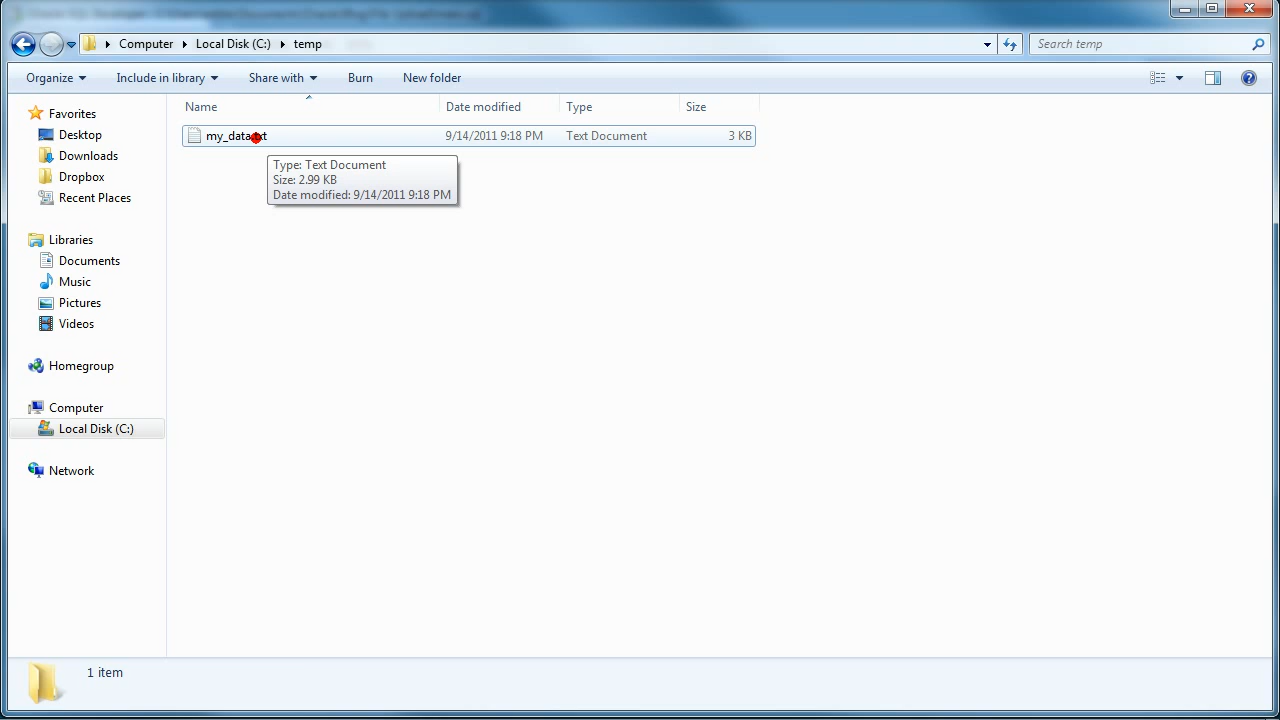 Computer Local Disk (C:) temp
Search temp
Organize Include in library Share with Burn New folder
Name Date modified Type Size
my_data.txt 9/14/2011 9:18 PM Text Document 3 KB
Type: Text Document
Size: 2.99 KB
Date modified: 9/14/2011 9:18 PM
Favorites
Desktop
Downloads
Dropbox
Recent Places
Libraries
Documents
Music
Pictures
Videos
Homegroup
Computer
Local Disk (C:)
Network
1 item